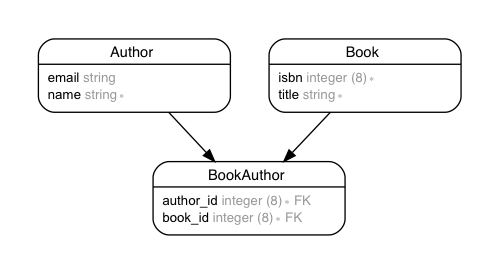 Author
email string
name string •
Book
isbn integer (8) •
title string •
BookAuthor
author_id integer (8) • FK
book_id integer (8) • FK